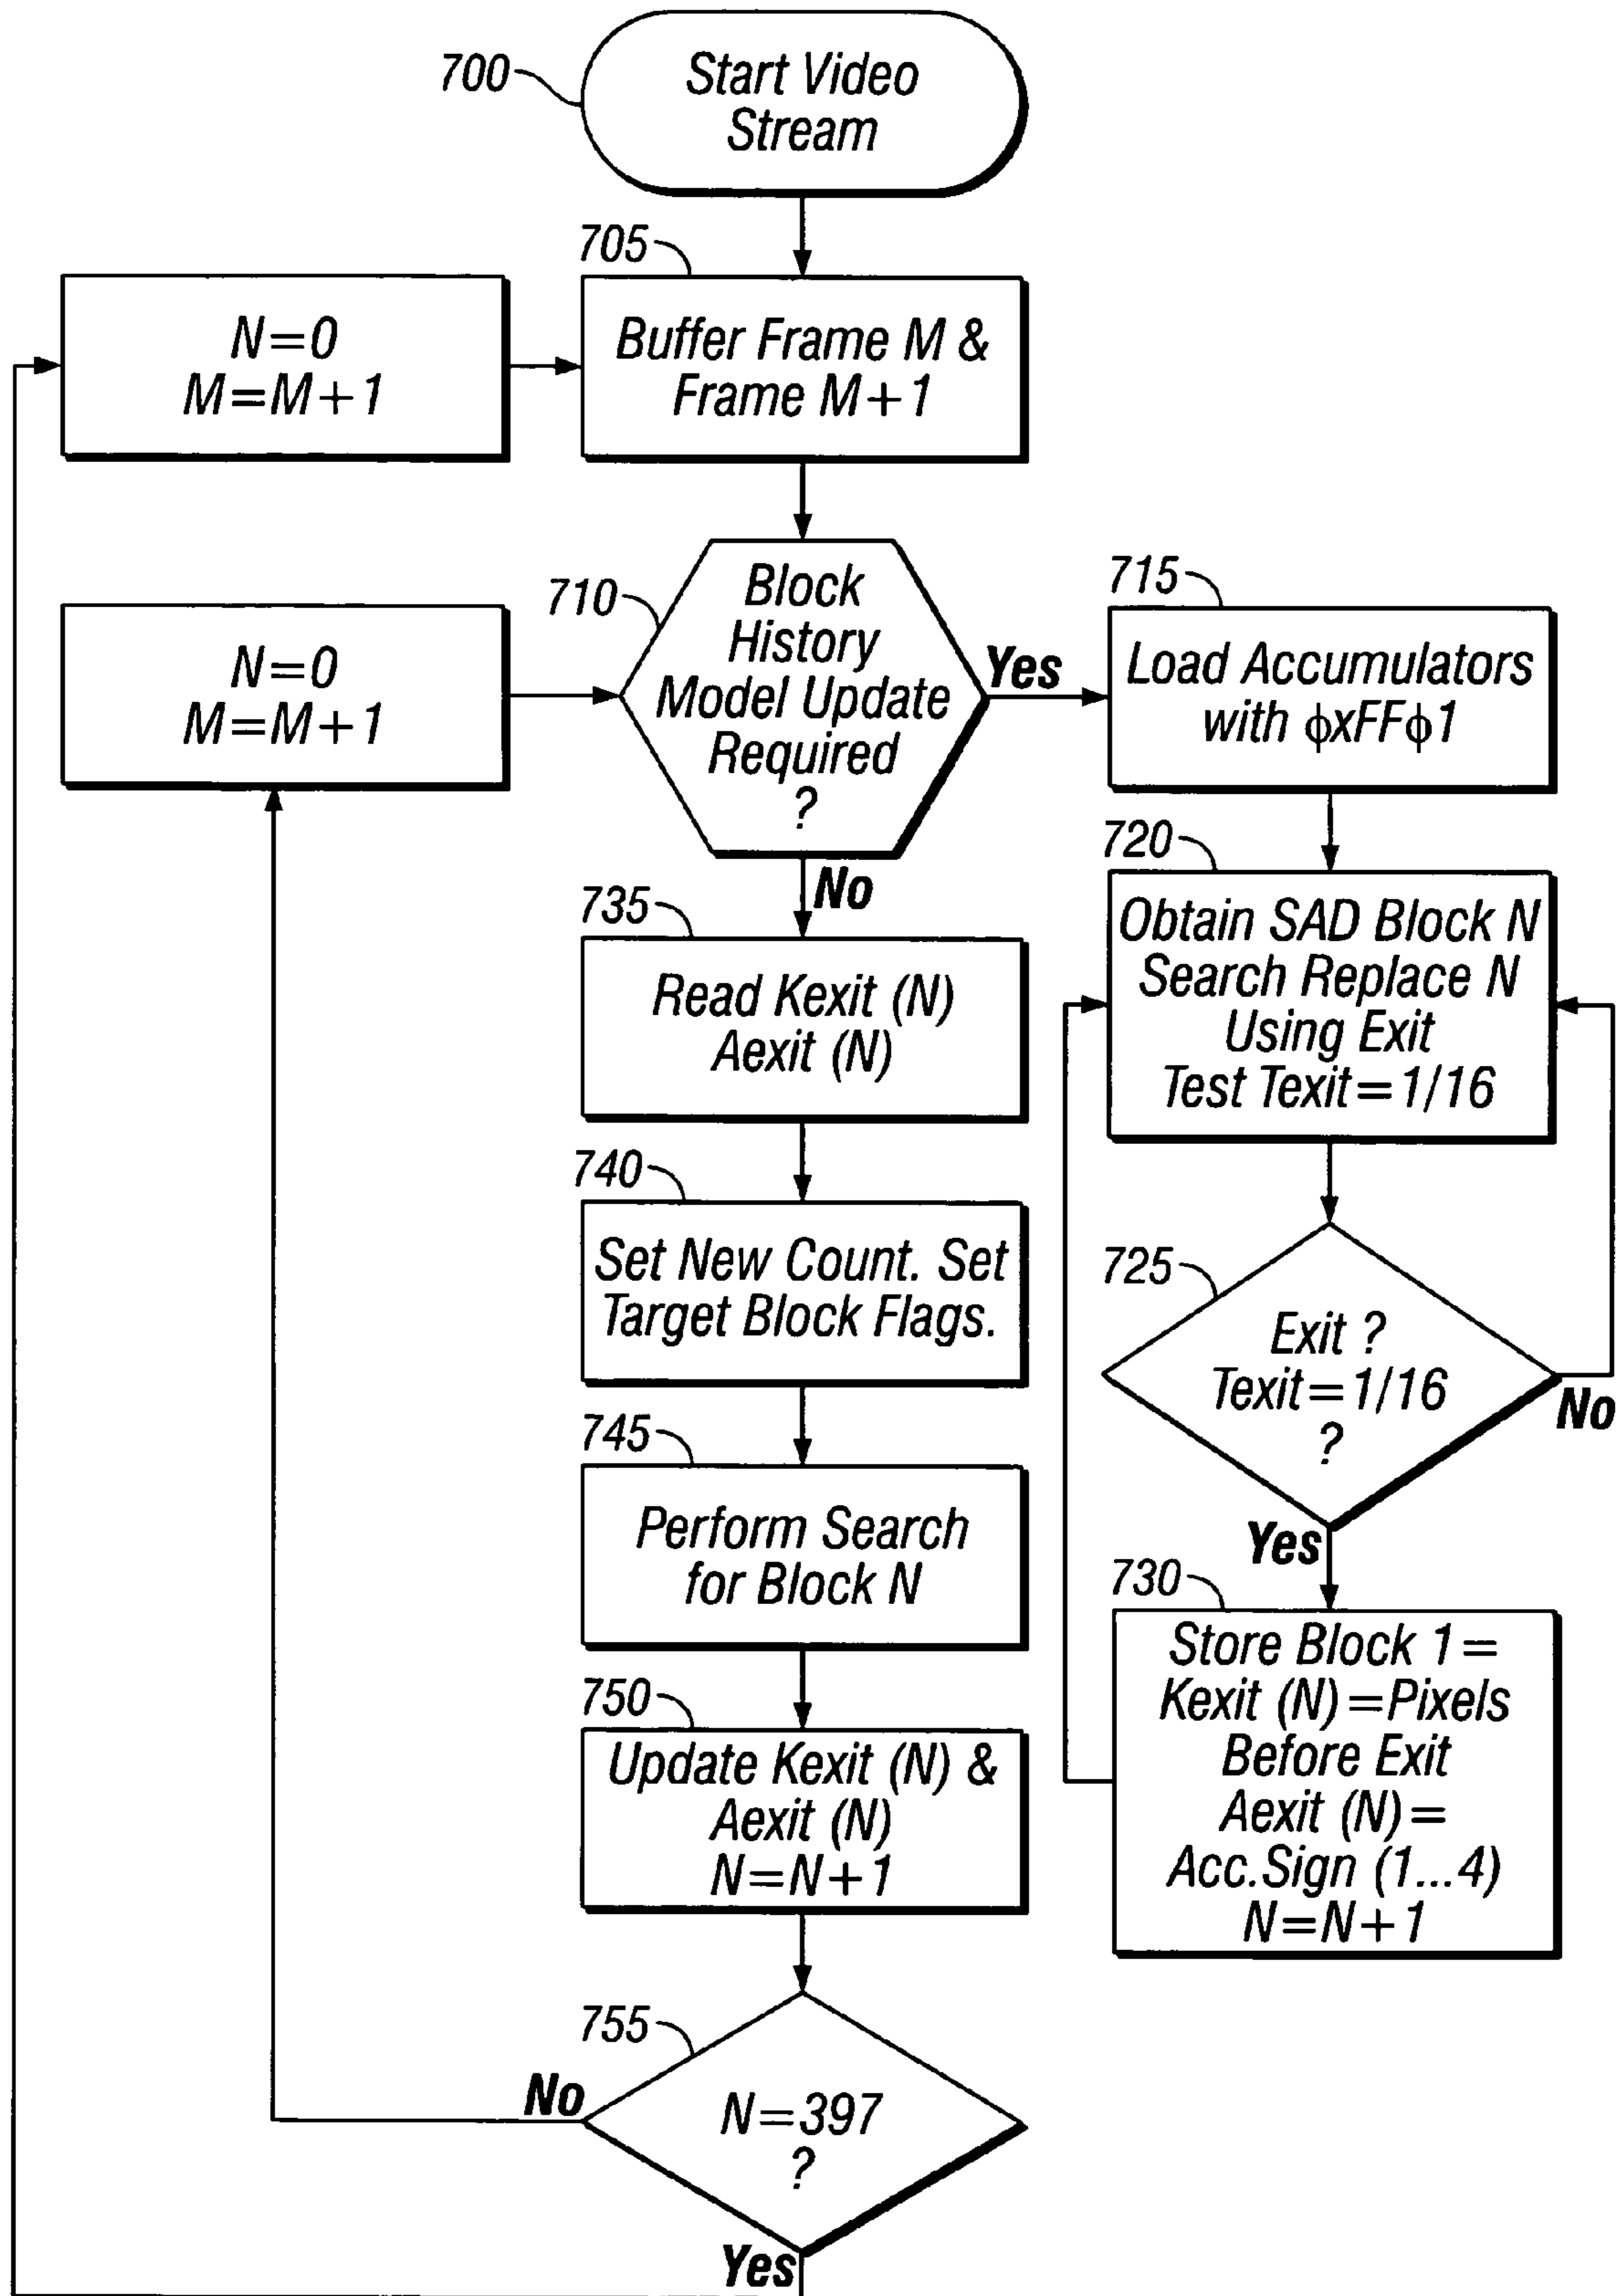 700
Start Video
Stream
705
N=0
M=M+1
Buffer Frame M &
Frame M+1
710
Block
History
Model Update
Required
?
Yes
No
N=0
M=M+1
715
Load Accumulators
with ϕxFFϕ1
720
Obtain SAD Block N
Search Replace N
Using Exit
Test Texit=1/16
725
Exit ?
Texit=1/16
?
No
Yes
730
Store Block 1=
Kexit (N)=Pixels
Before Exit
Aexit (N)=
Acc.Sign (1...4)
N=N+1
735
Read Kexit (N)
Aexit (N)
740
Set New Count. Set
Target Block Flags.
745
Perform Search
for Block N
750
Update Kexit (N) &
Aexit (N)
N=N+1
755
N=397
?
No
Yes